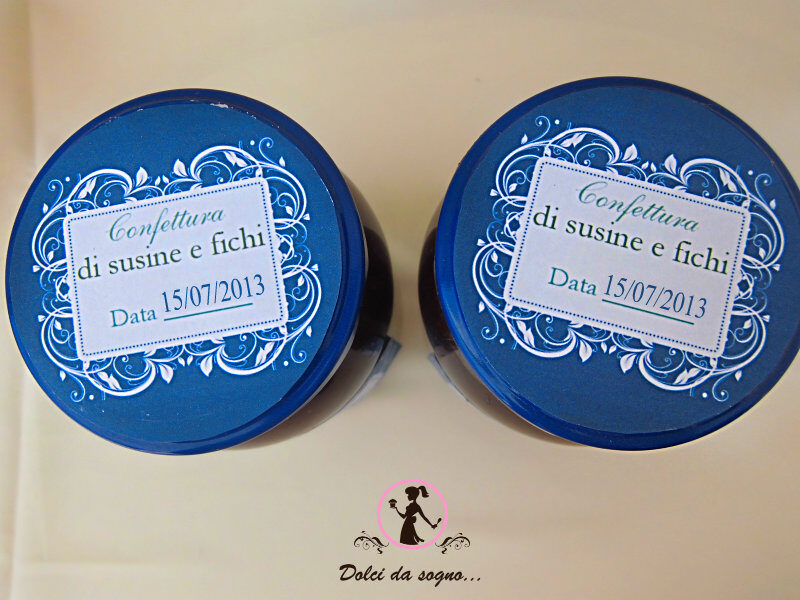 Confettura
di susine e fichi
Data 15/07/2013
Confettura
di susine e fichi
Data 15/07/2013
Dolci da sogno...